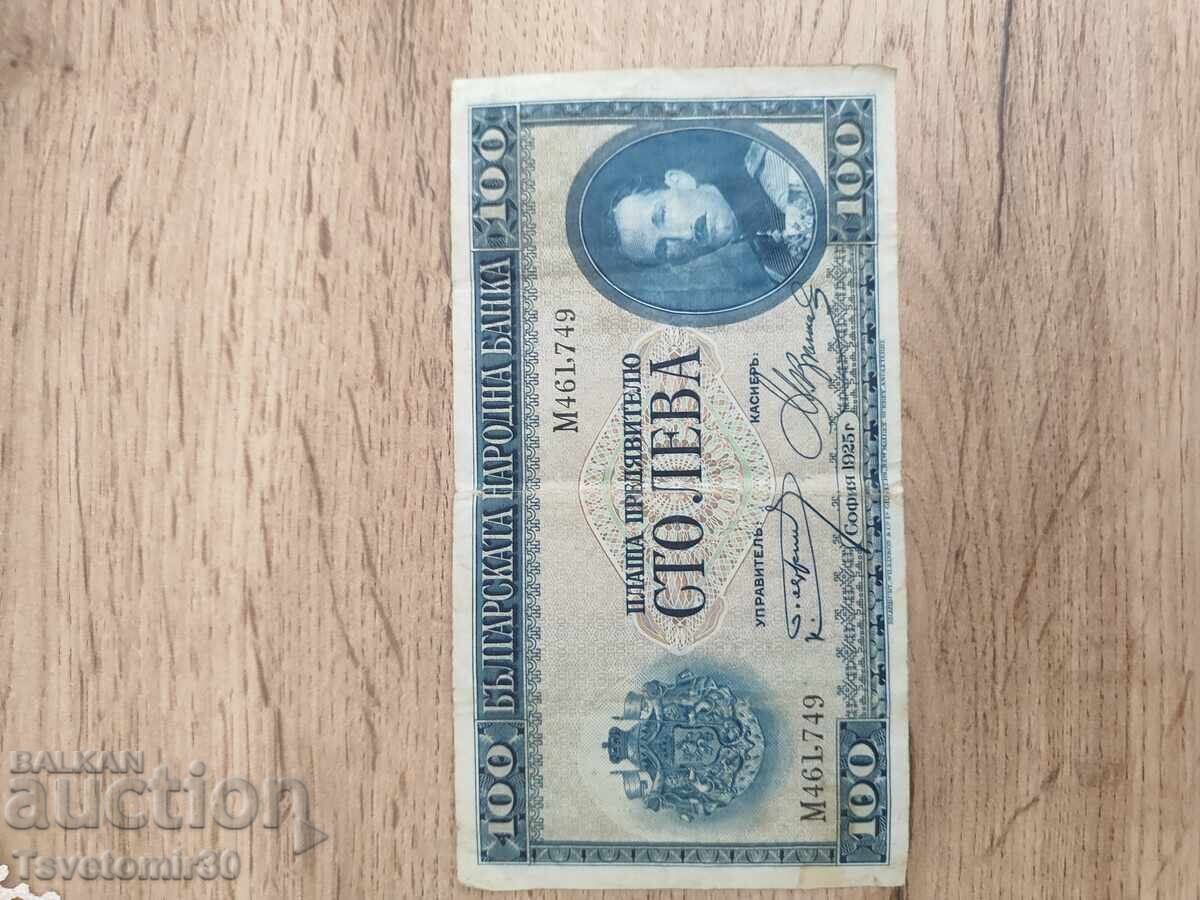 100
БЪЛГАРСКАТА НАРОДНА БАНКА
100
М461,749
ПЛАЩА ПРЕДЯВИТЕЛЮ
СТО ЛЕВА
УПРАВИТЕЛЬ:
КАСИЕРЬ:
М461,749
София 1925 г
100
100
BALKAN
auction
Tsvetomir30